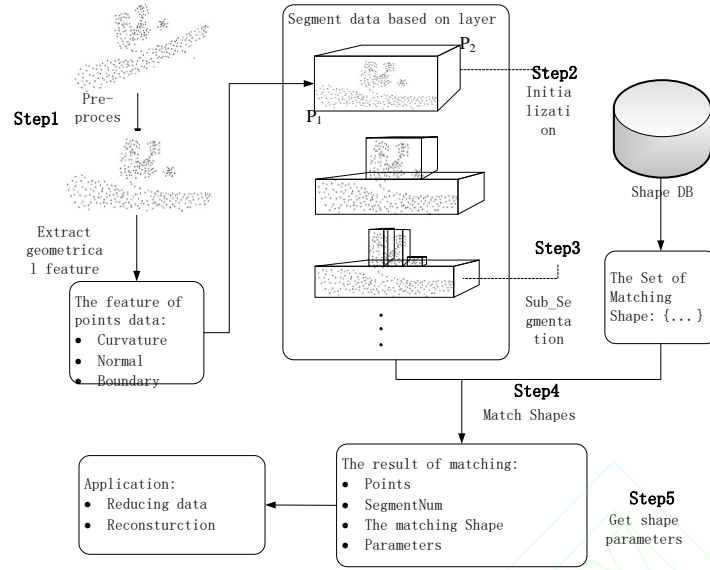 Segment data based on layer
P2
P1
Step1
Pre-
proces
Extract
geometrica
l feature
The feature of
points data:
● Curvature
● Normal
● Boundary
Step2
Initia
lizati
on
Step3
Sub_Se
gmenta
tion
Shape DB
The Set of
Matching
Shape: {...}
Step4
Match Shapes
The result of matching:
● Points
● SegmentNum
● The matching Shape
● Parameters
Application:
● Reducing data
● Reconsturction
Step5
Get shape
parameters